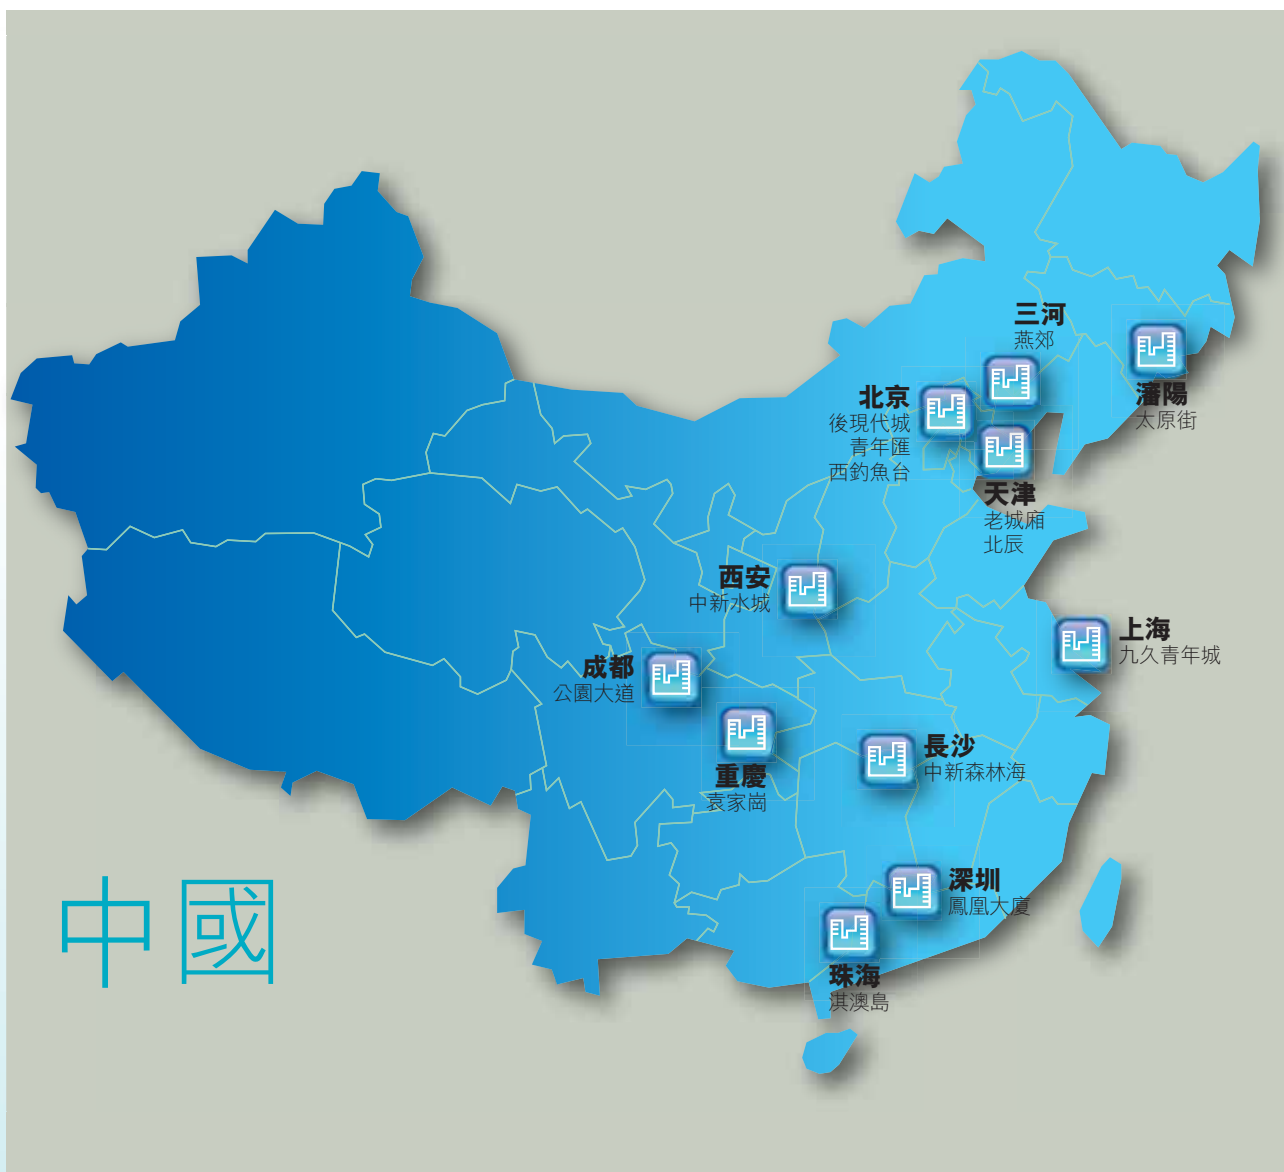 三河
燕郊
瀋陽
太原街
北京
後現代城
青年匯
西釣魚台
天津
老城廂
北辰
西安
中新水城
上海
九久青年城
成都
公園大道
重慶
袁家崗
長沙
中新森林海
深圳
鳳凰大廈
珠海
淇澳島
中國